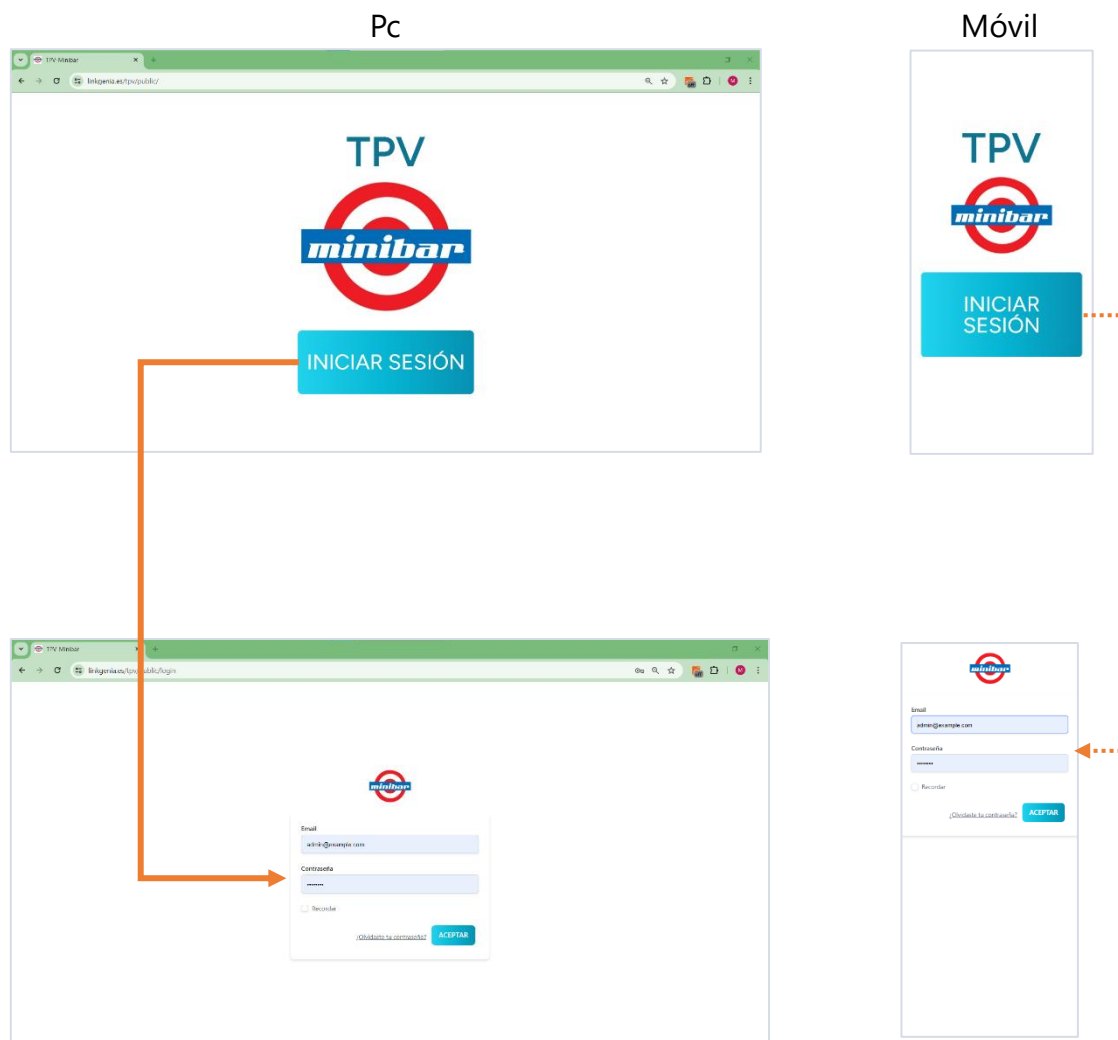 Pc
Móvil
TPV Minibar
linkgenia.es/tpv/public/
TPV
minibar
INICIAR SESIÓN
TPV
minibar
INICIAR
SESIÓN
TPV Minibar
linkgenia.es/tpv/public/login
minibar
Email
admin@example.com
Contraseña
Recordar
¿Olvidaste tu contraseña?
ACEPTAR
minibar
Email
admin@example.com
Contraseña
Recordar
¿Olvidaste tu contraseña?
ACEPTAR